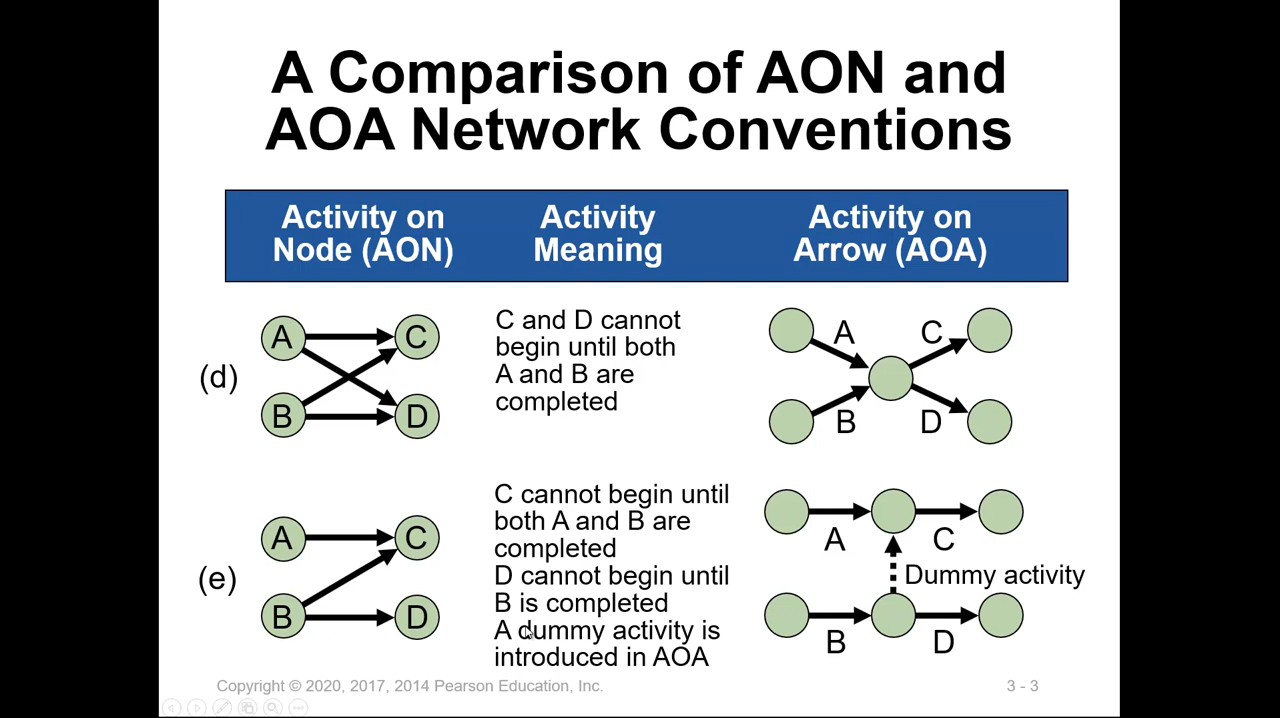 A Comparison of AON and
AOA Network Conventions
Activity on
Node (AON)
Activity
Meaning
Activity on
Arrow (AOA)
(d)
A
C
B
D
C and D cannot
begin until both
A and B are
completed
A
C
B
D
(e)
A
C
B
D
C cannot begin until
both A and B are
completed
D cannot begin until
B is completed
A dummy activity is
introduced in AOA
A
C
Dummy activity
B
D
Copyright © 2020, 2017, 2014 Pearson Education, Inc.
3 - 3